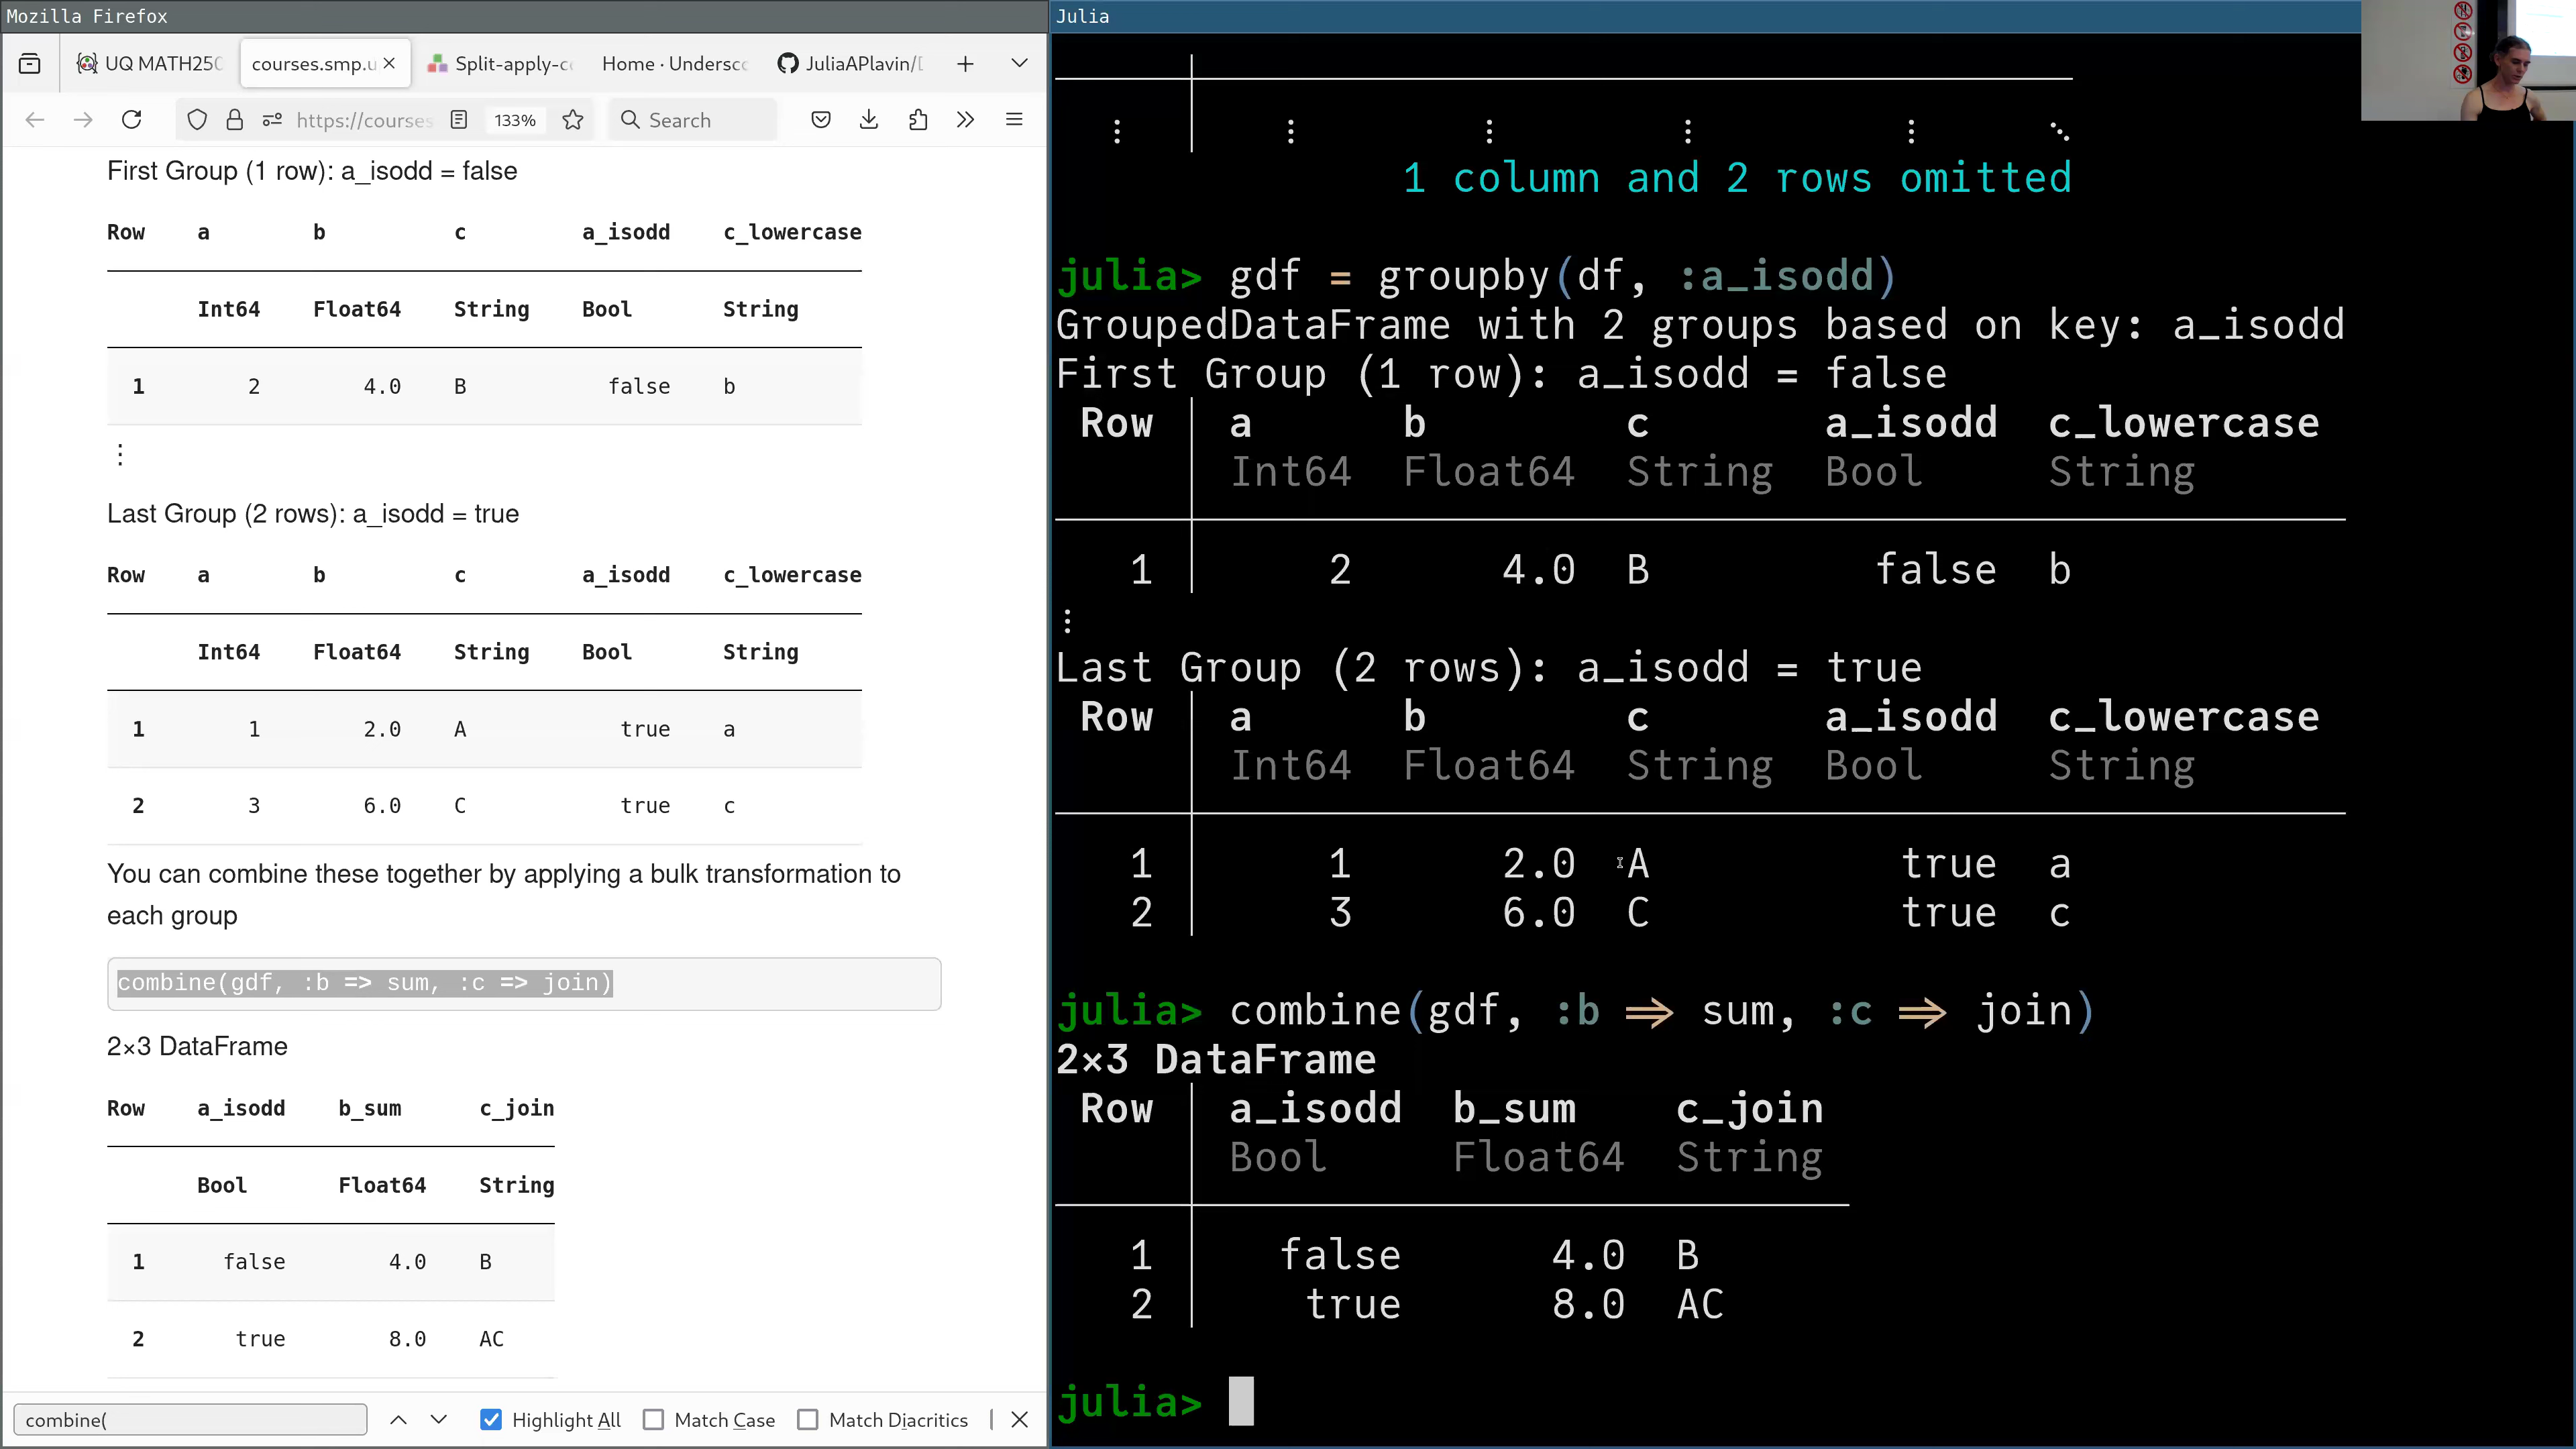 Mozilla Firefox
UQ MATH250
courses.smp.u
Split-apply-c
Home · Undersc
JuliaAPlavin/
https://courses
133%
Search
First Group (1 row): a_isodd = false
Row a b c a_isodd c_lowercase
Int64 Float64 String Bool String
1 2 4.0 B false b
⋮
Last Group (2 rows): a_isodd = true
Row a b c a_isodd c_lowercase
Int64 Float64 String Bool String
1 1 2.0 A true a
2 3 6.0 C true c
You can combine these together by applying a bulk transformation to
each group
combine(gdf, :b => sum, :c => join)
2×3 DataFrame
Row a_isodd b_sum c_join
Bool Float64 String
1 false 4.0 B
2 true 8.0 AC
combine(
Highlight All Match Case Match Diacritics
Julia
⋮ ⋮ ⋮ ⋮ ⋮ ⋱
1 column and 2 rows omitted
julia> gdf = groupby(df, :a_isodd)
GroupedDataFrame with 2 groups based on key: a_isodd
First Group (1 row): a_isodd = false
Row a b c a_isodd c_lowercase
Int64 Float64 String Bool String
1 2 4.0 B false b
⋮
Last Group (2 rows): a_isodd = true
Row a b c a_isodd c_lowercase
Int64 Float64 String Bool String
1 1 2.0 A true a
2 3 6.0 C true c
julia> combine(gdf, :b => sum, :c => join)
2×3 DataFrame
Row a_isodd b_sum c_join
Bool Float64 String
1 false 4.0 B
2 true 8.0 AC
julia>